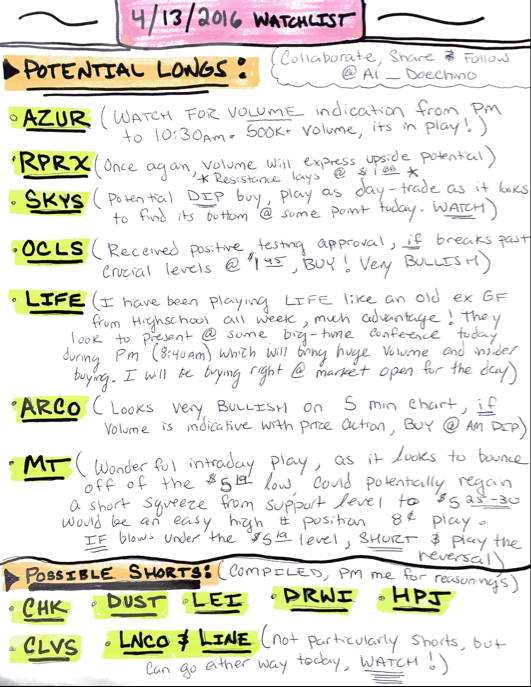 4/13/2016 WATCHLIST
POTENTIAL LONGS:
(Collaborate, Share & Follow
@ Al_Doechino
AZUR (WATCH FOR VOLUME indication from PM
to 10:30am. 500K+ volume, its in play!)
RPRX (Once again, volume will express upside potential)
* Resistance lays @ $1.00 *
SKYS (Potential DIP buy, play as day-trade as it looks
to find its bottom @ some point today. WATCH)
OCLS (Received positive testing approval, if breaks past
crucial levels @ $1.45, BUY! Very BULLISH)
LIFE (I have been playing LIFE like an old ex GF
from Highschool all week, much advantage! They
look to present @ some big-time conference today
during Pm (8:40am) which will bring huge volume and insider
buying. I will be buying right @ market open for the day)
ARCO (Looks very BULLISH on 5 min chart, if
volume is indicative with price action, BUY @ AM DIP)
MT (Wonderful intraday play, as it looks to bounce
off of the $5 low, could potentially regain
a short squeeze from support level to $5 25-30
would be an easy high # position 8¢ play.
IF blows under the $5 level, SHORT & play the
reversal)
POSSIBLE SHORTS: (COMPILED, PM me for reasonings)
CHK DUST LEI DRWI HPJ
CLVS LNCO & LINE (not particularly shorts, but
can go either way today, WATCH!)